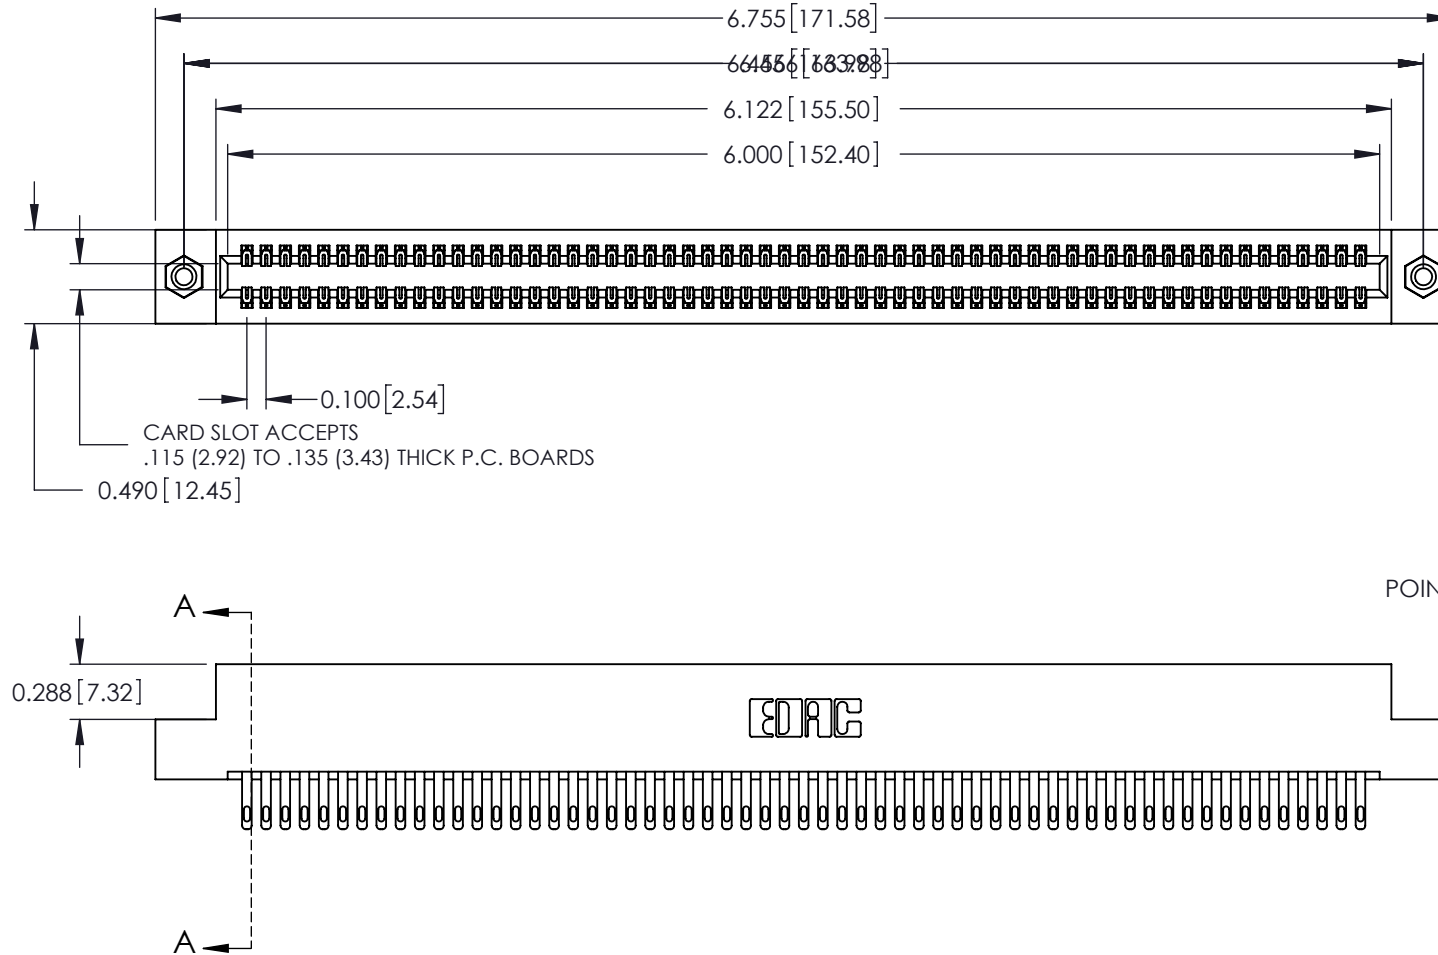 6.755 [171.58]
6.122 [155.50]
6.000 [152.40]
0.100 [2.54]
CARD SLOT ACCEPTS
.115 (2.92) TO .135 (3.43) THICK P.C. BOARDS
0.490 [12.45]
A
POIN
0.288 [7.32]
EDAC
A